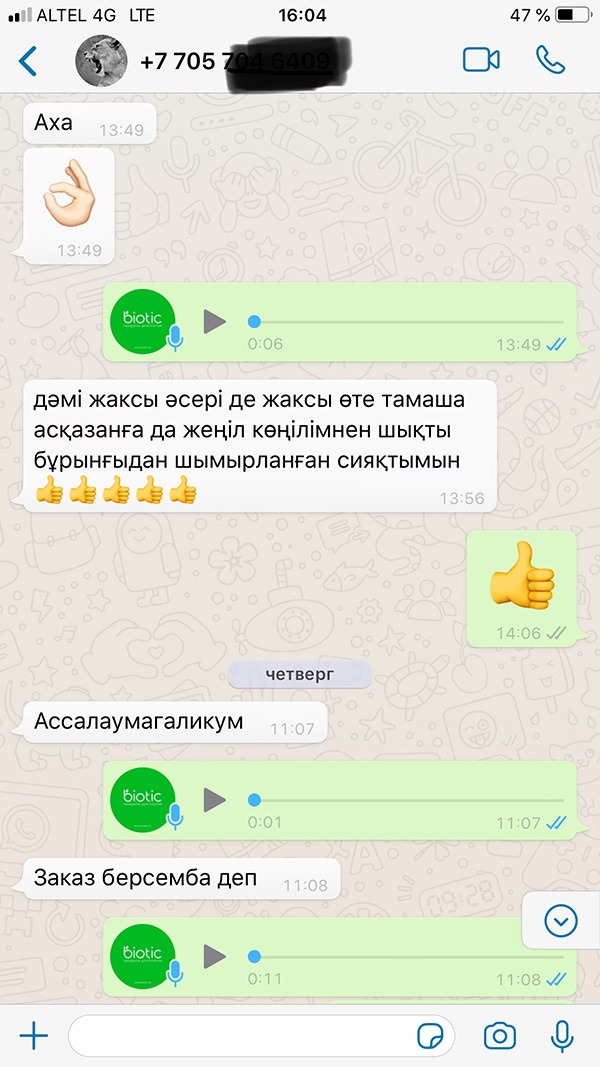 ALTEL 4G LTE 16:04 47 %
+7 705
Аха 13:49
13:49
biotic
0:06 13:49
дәмі жаксы әсері де жаксы өте тамаша
асқазанға да жеңіл көңілімнен шықты
бұрынғыдан шымырланған сияқтымын
13:56
14:06
четверг
Ассалаумагаликум 11:07
biotic
0:01 11:07
Заказ берсемба деп 11:08
biotic
0:11 11:08